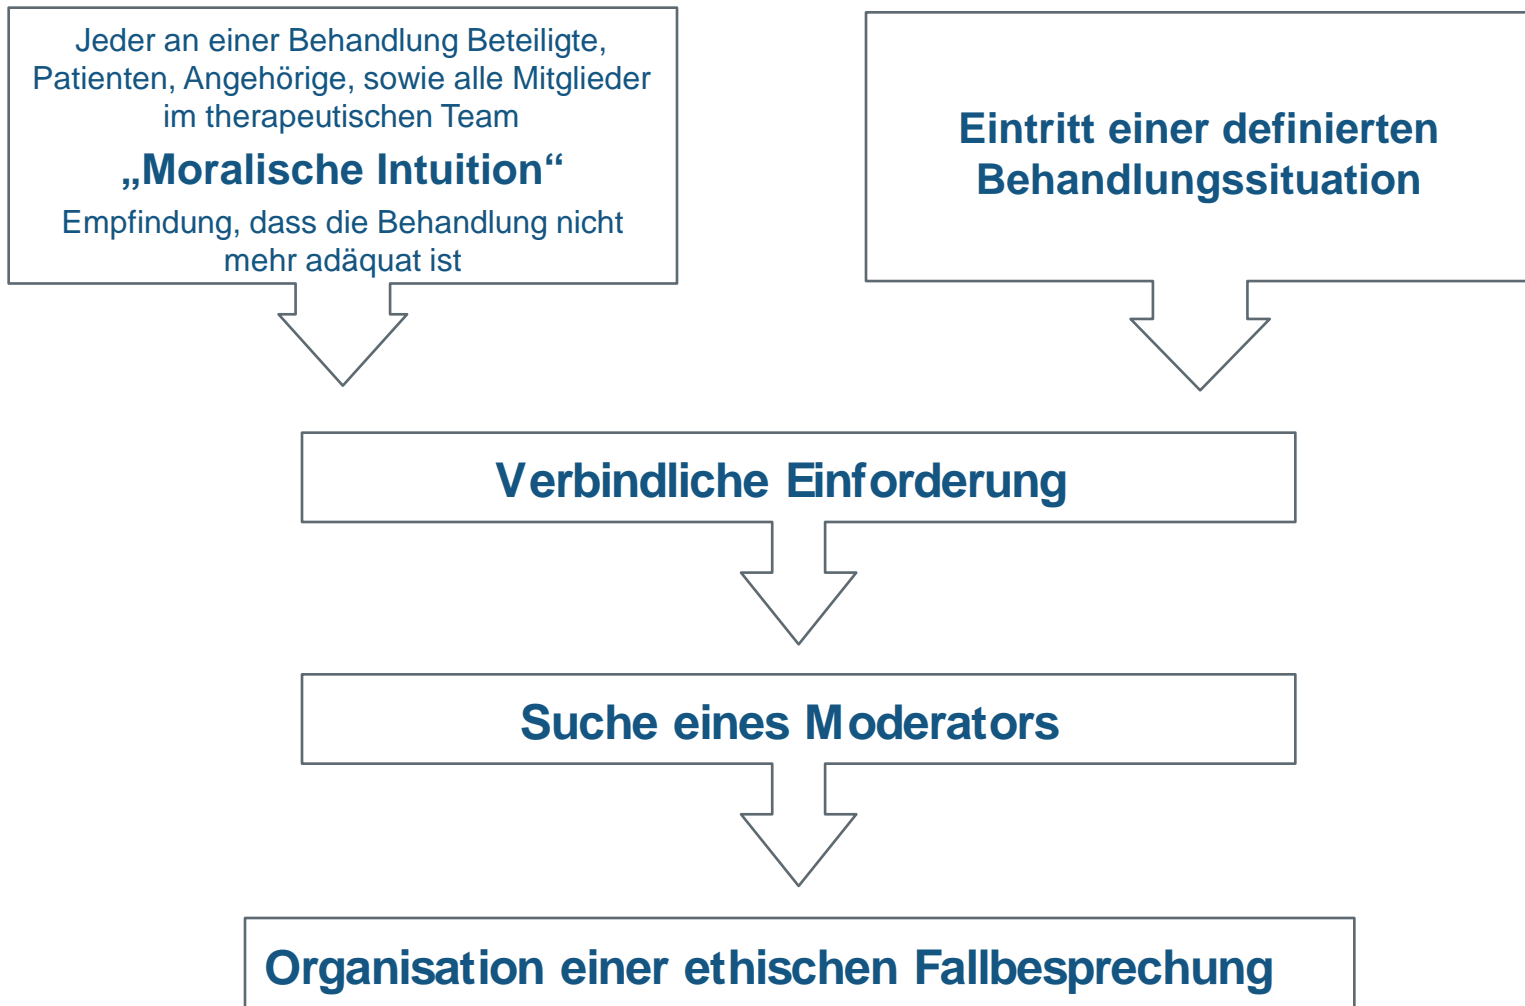 Jeder an einer Behandlung Beteiligte,
Patienten, Angehörige, sowie alle Mitglieder
im therapeutischen Team
„Moralische Intuition“
Empfindung, dass die Behandlung nicht
mehr adäquat ist
Eintritt einer definierten
Behandlungssituation
Verbindliche Einforderung
Suche eines Moderators
Organisation einer ethischen Fallbesprechung